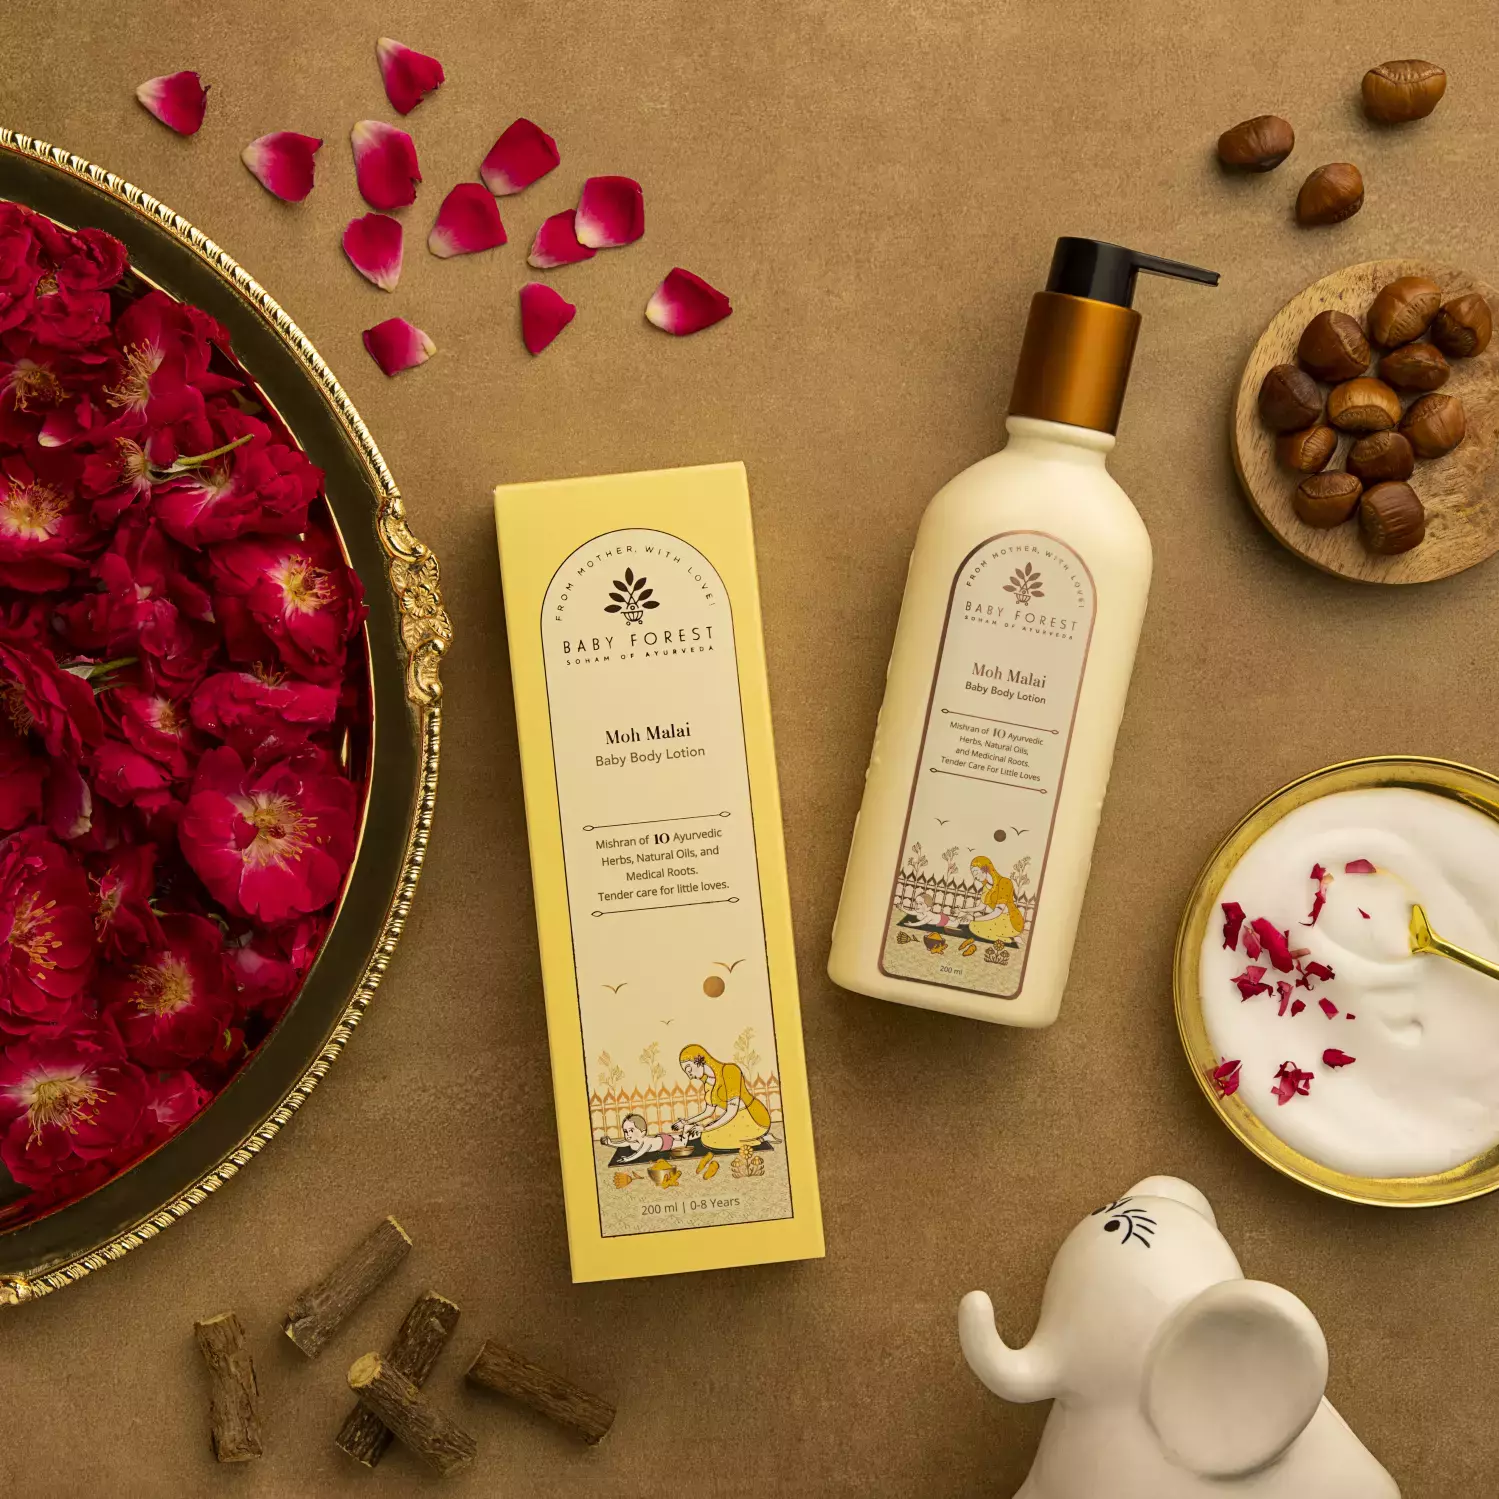 FROM MOTHER, WITH LOVE!
BABY FOREST
SOHAM OF AYURVEDA
Moh Malai
Baby Body Lotion
Mishran of 10 Ayurvedic
Herbs, Natural Oils, and
Medical Roots.
Tender care for little loves.
200 ml | 0-8 Years
FROM MOTHER, WITH LOVE!
BABY FOREST
SOHAM OF AYURVEDA
Moh Malai
Baby Body Lotion
Mishran of 10 Ayurvedic
Herbs, Natural Oils,
and Medicinal Roots.
Tender Care For Little Loves
200 ml